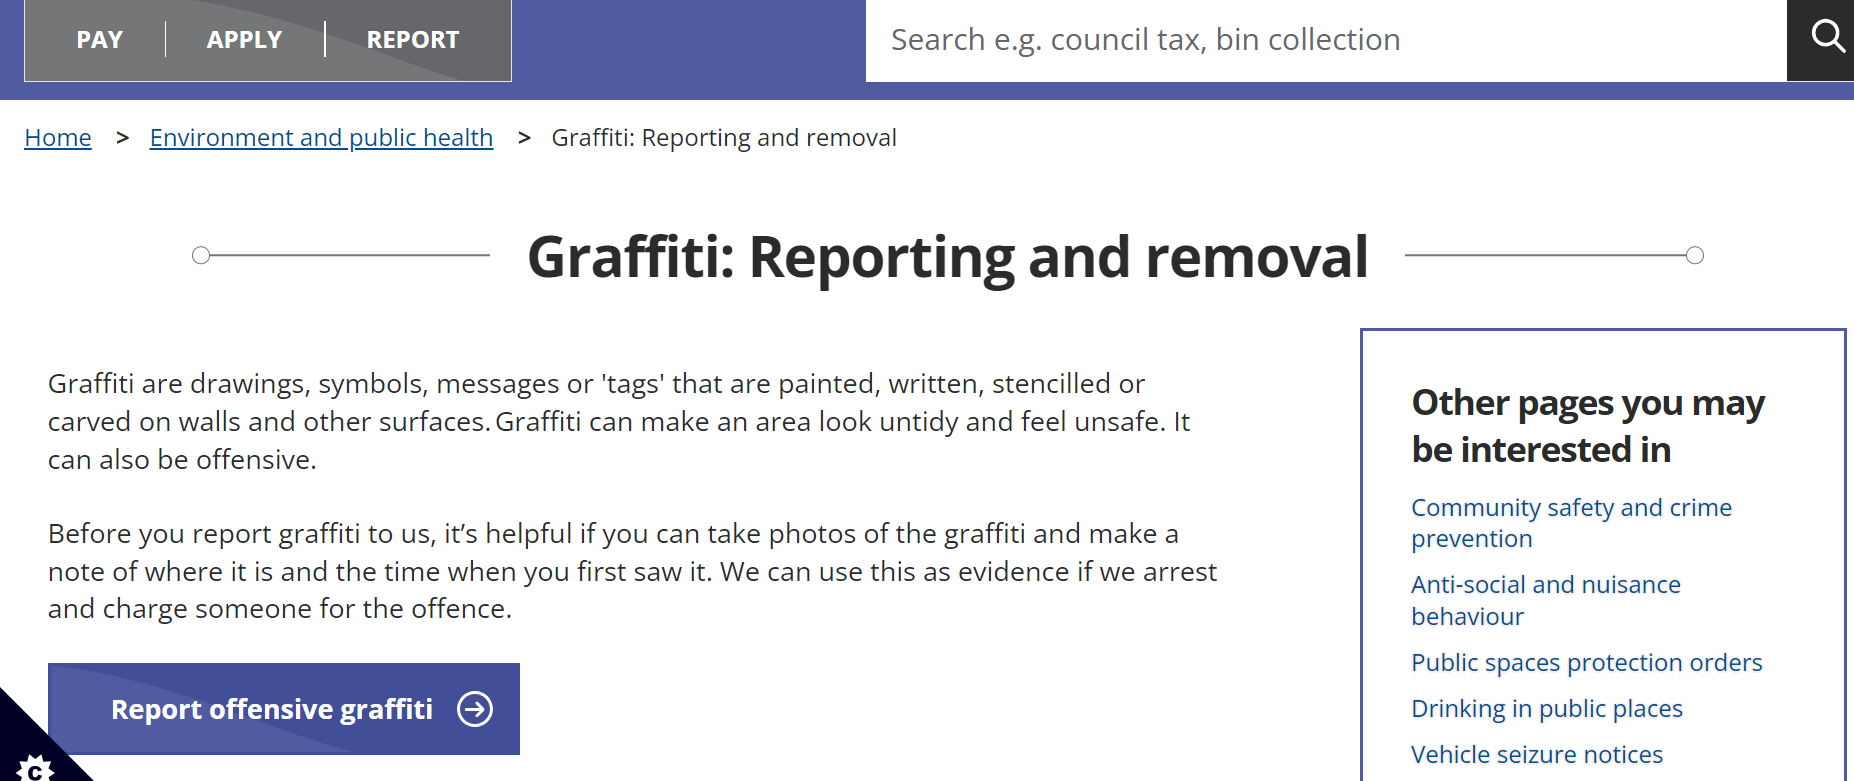 PAY
APPLY
REPORT
Search e.g. council tax, bin collection
Home > Environment and public health > Graffiti: Reporting and removal
Graffiti: Reporting and removal
Graffiti are drawings, symbols, messages or 'tags' that are painted, written, stencilled or
carved on walls and other surfaces. Graffiti can make an area look untidy and feel unsafe. It
can also be offensive.
Before you report graffiti to us, it’s helpful if you can take photos of the graffiti and make a
note of where it is and the time when you first saw it. We can use this as evidence if we arrest
and charge someone for the offence.
Report offensive graffiti
C
Other pages you may
be interested in
Community safety and crime
prevention
Anti-social and nuisance
behaviour
Public spaces protection orders
Drinking in public places
Vehicle seizure notices